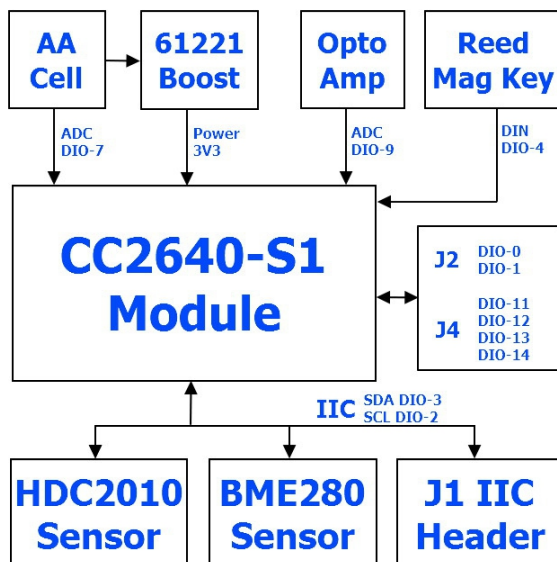 AA
Cell
61221
Boost
Opto
Amp
Reed
Mag Key
ADC
DIO-7
Power
3V3
ADC
DIO-9
DIN
DIO-4
CC2640-S1
Module
J2
DIO-0
DIO-1
J4
DIO-11
DIO-12
DIO-13
DIO-14
IIC
SDA DIO-3
SCL DIO-2
HDC2010
Sensor
BME280
Sensor
J1 IIC
Header